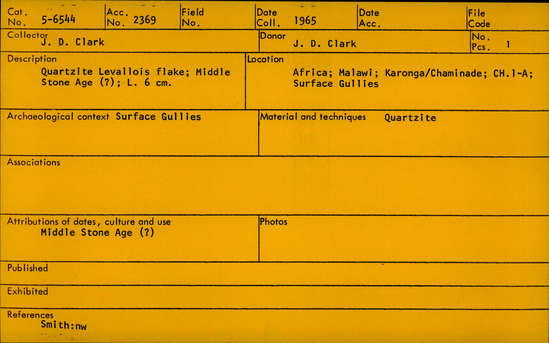 Cat. No. 5-6544 Acc. No. 2369 Field No. Date Coll. 1965 Date Acc. File Code
Collector J. D. Clark Donor J. D. Clark No. Pcs. 1
Description Quartzite Levallois flake; Middle
Stone Age (?); L. 6 cm.
Location Africa; Malawi; Karonga/Chaminade; CH.1-A;
Surface Gullies
Archaeological context Surface Gullies Material and techniques Quartzite
Associations
Attributions of dates, culture and use
Middle Stone Age (?)
Photos
Published
Exhibited
References
Smith:nw